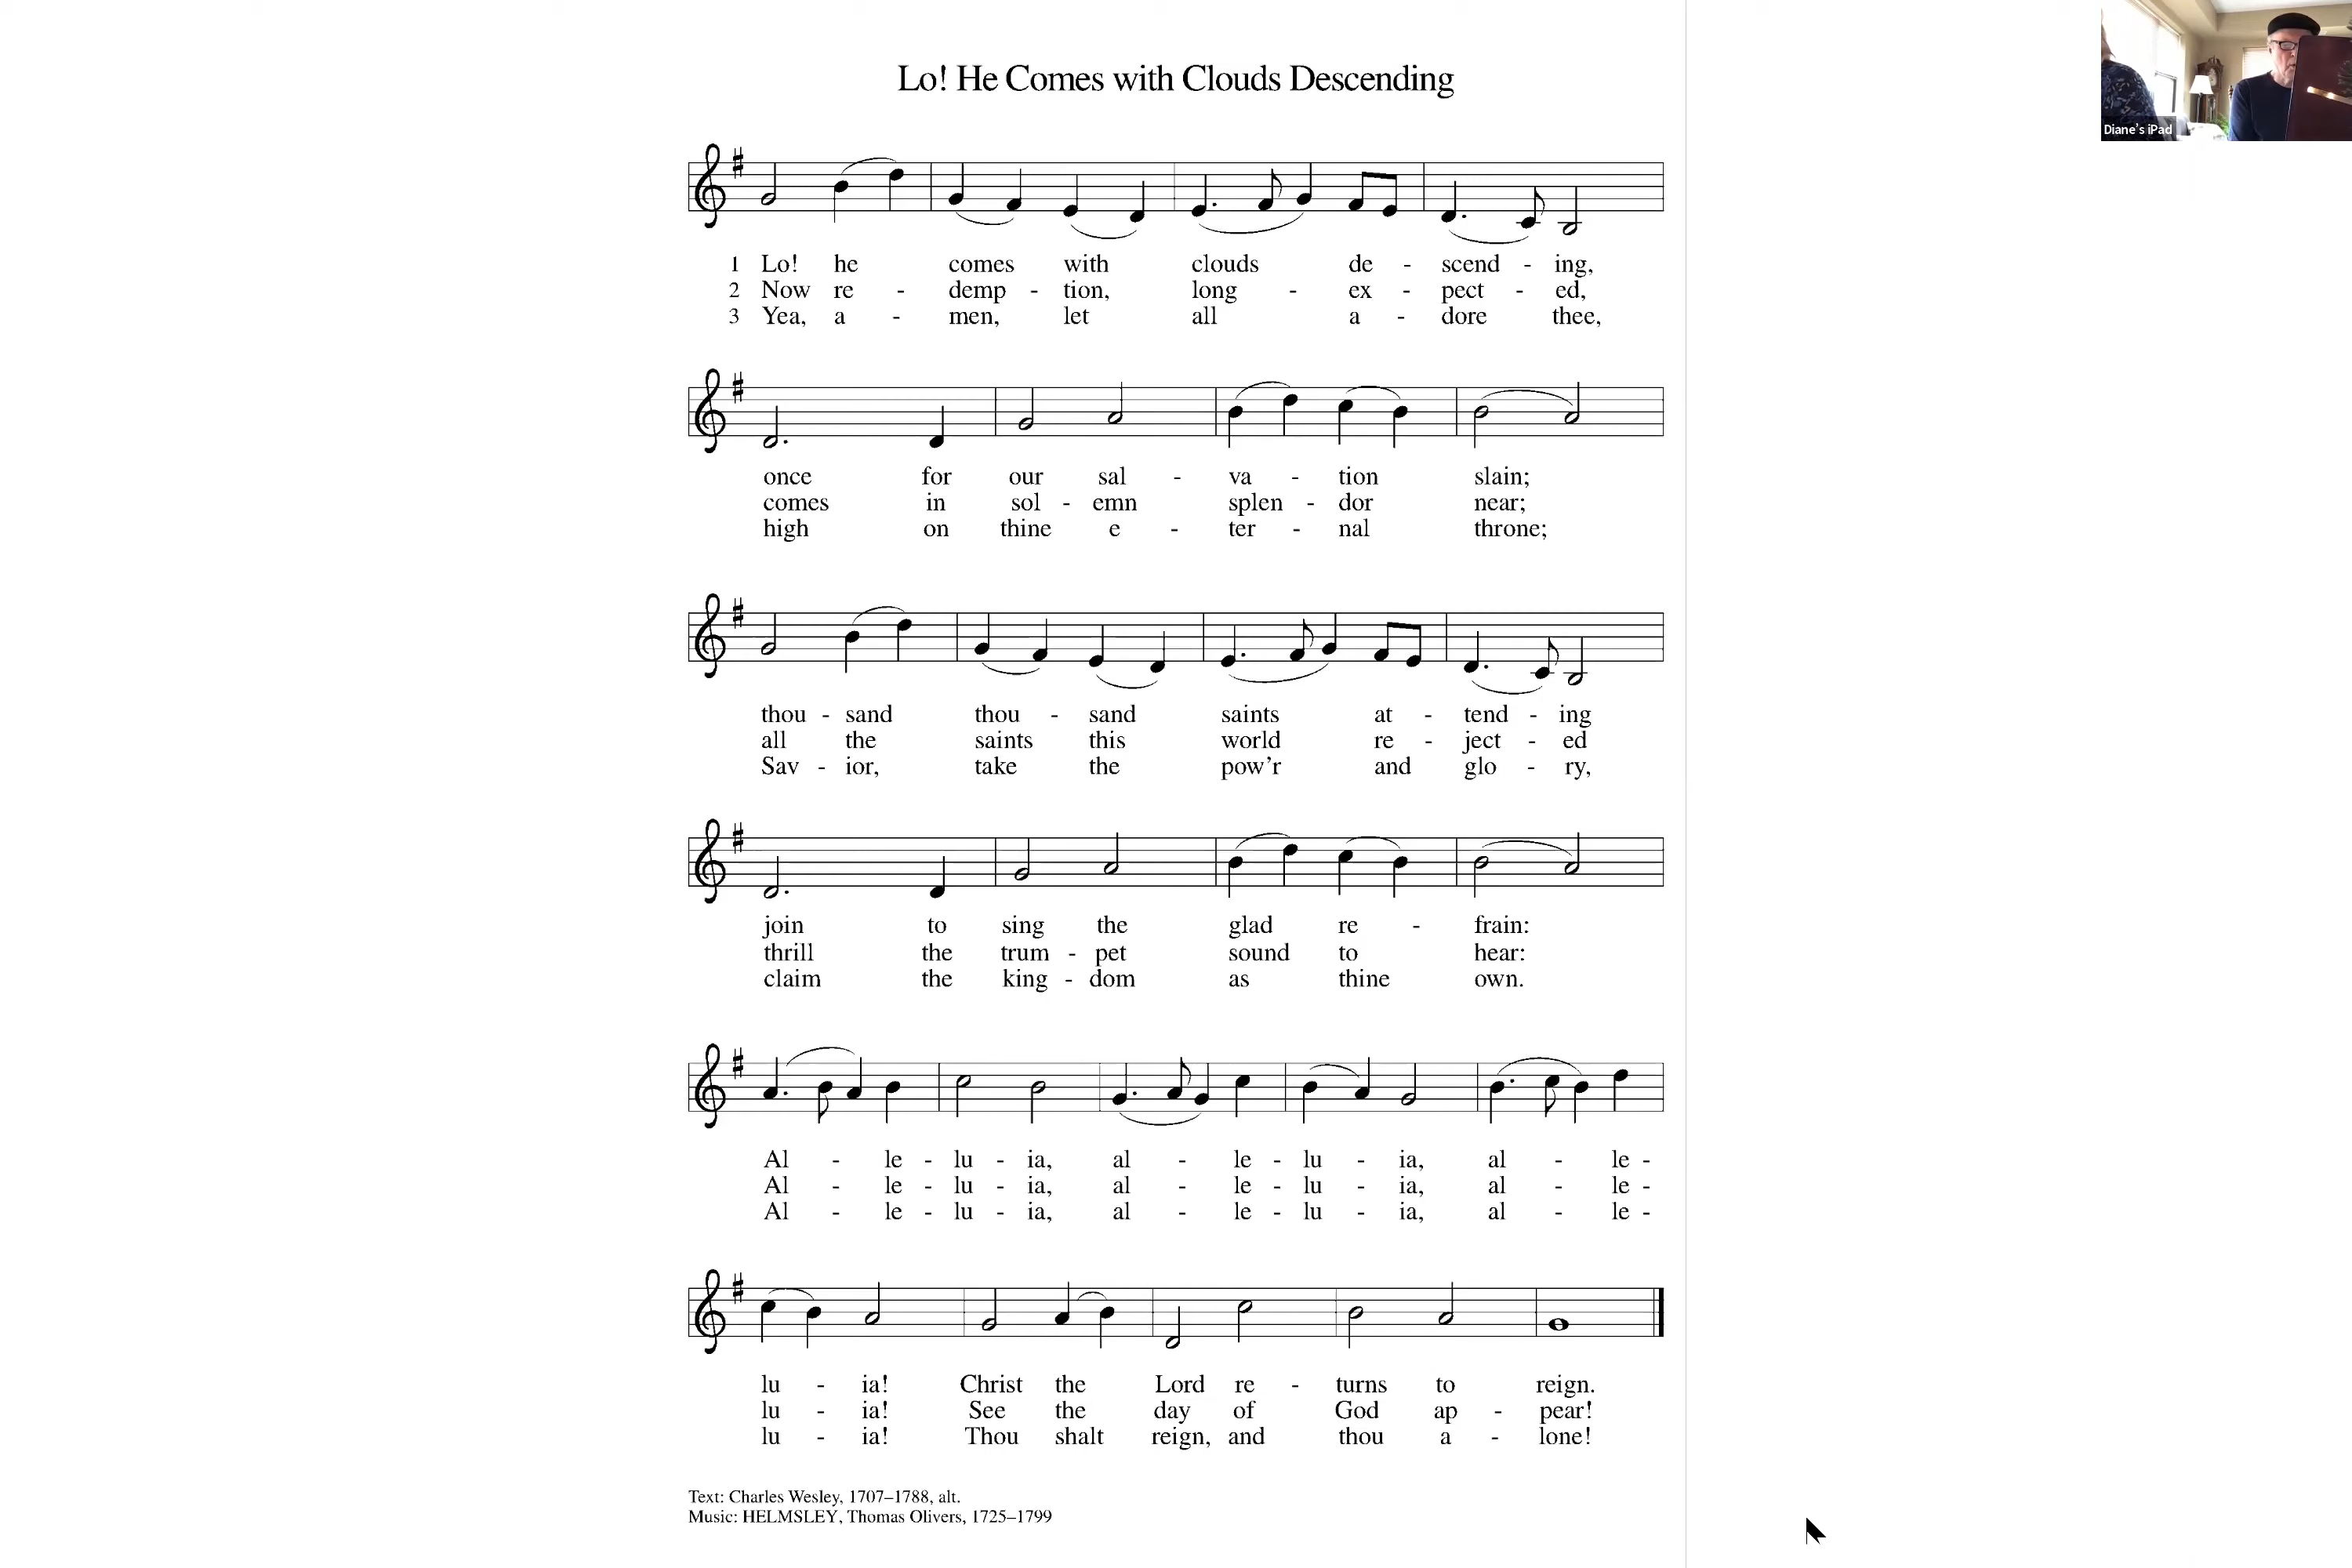 Lo! He Comes with Clouds Descending
Diane's iPad
1 Lo! he comes with clouds de - scend - ing,
2 Now re - demp - tion, long - ex - pect - ed,
3 Yea, a - men, let all a - dore thee,
once for our sal - va - tion slain;
comes in sol - emn splen - dor near;
high on thine e - ter - nal throne;
thou - sand thou - sand saints at - tend - ing
all the saints this world re - ject - ed
Sav - ior, take the pow'r and glo - ry,
join to sing the glad re - frain:
thrill the trum - pet sound to hear:
claim the king - dom as thine own.
Al - le - lu - ia, al - le - lu - ia, al - le -
Al - le - lu - ia, al - le - lu - ia, al - le -
Al - le - lu - ia, al - le - lu - ia, al - le -
lu - ia! Christ the Lord re - turns to reign.
lu - ia! See the day of God ap - pear!
lu - ia! Thou shalt reign, and thou a - lone!
Text: Charles Wesley, 1707–1788, alt.
Music: HELMSLEY, Thomas Olivers, 1725–1799